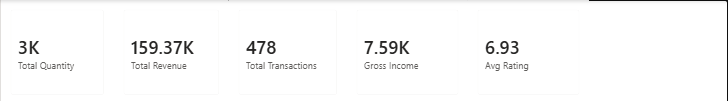 3K 159.37K 478 7.59K 6.93
Total Quantity Total Revenue Total Transactions Gross Income Avg Rating